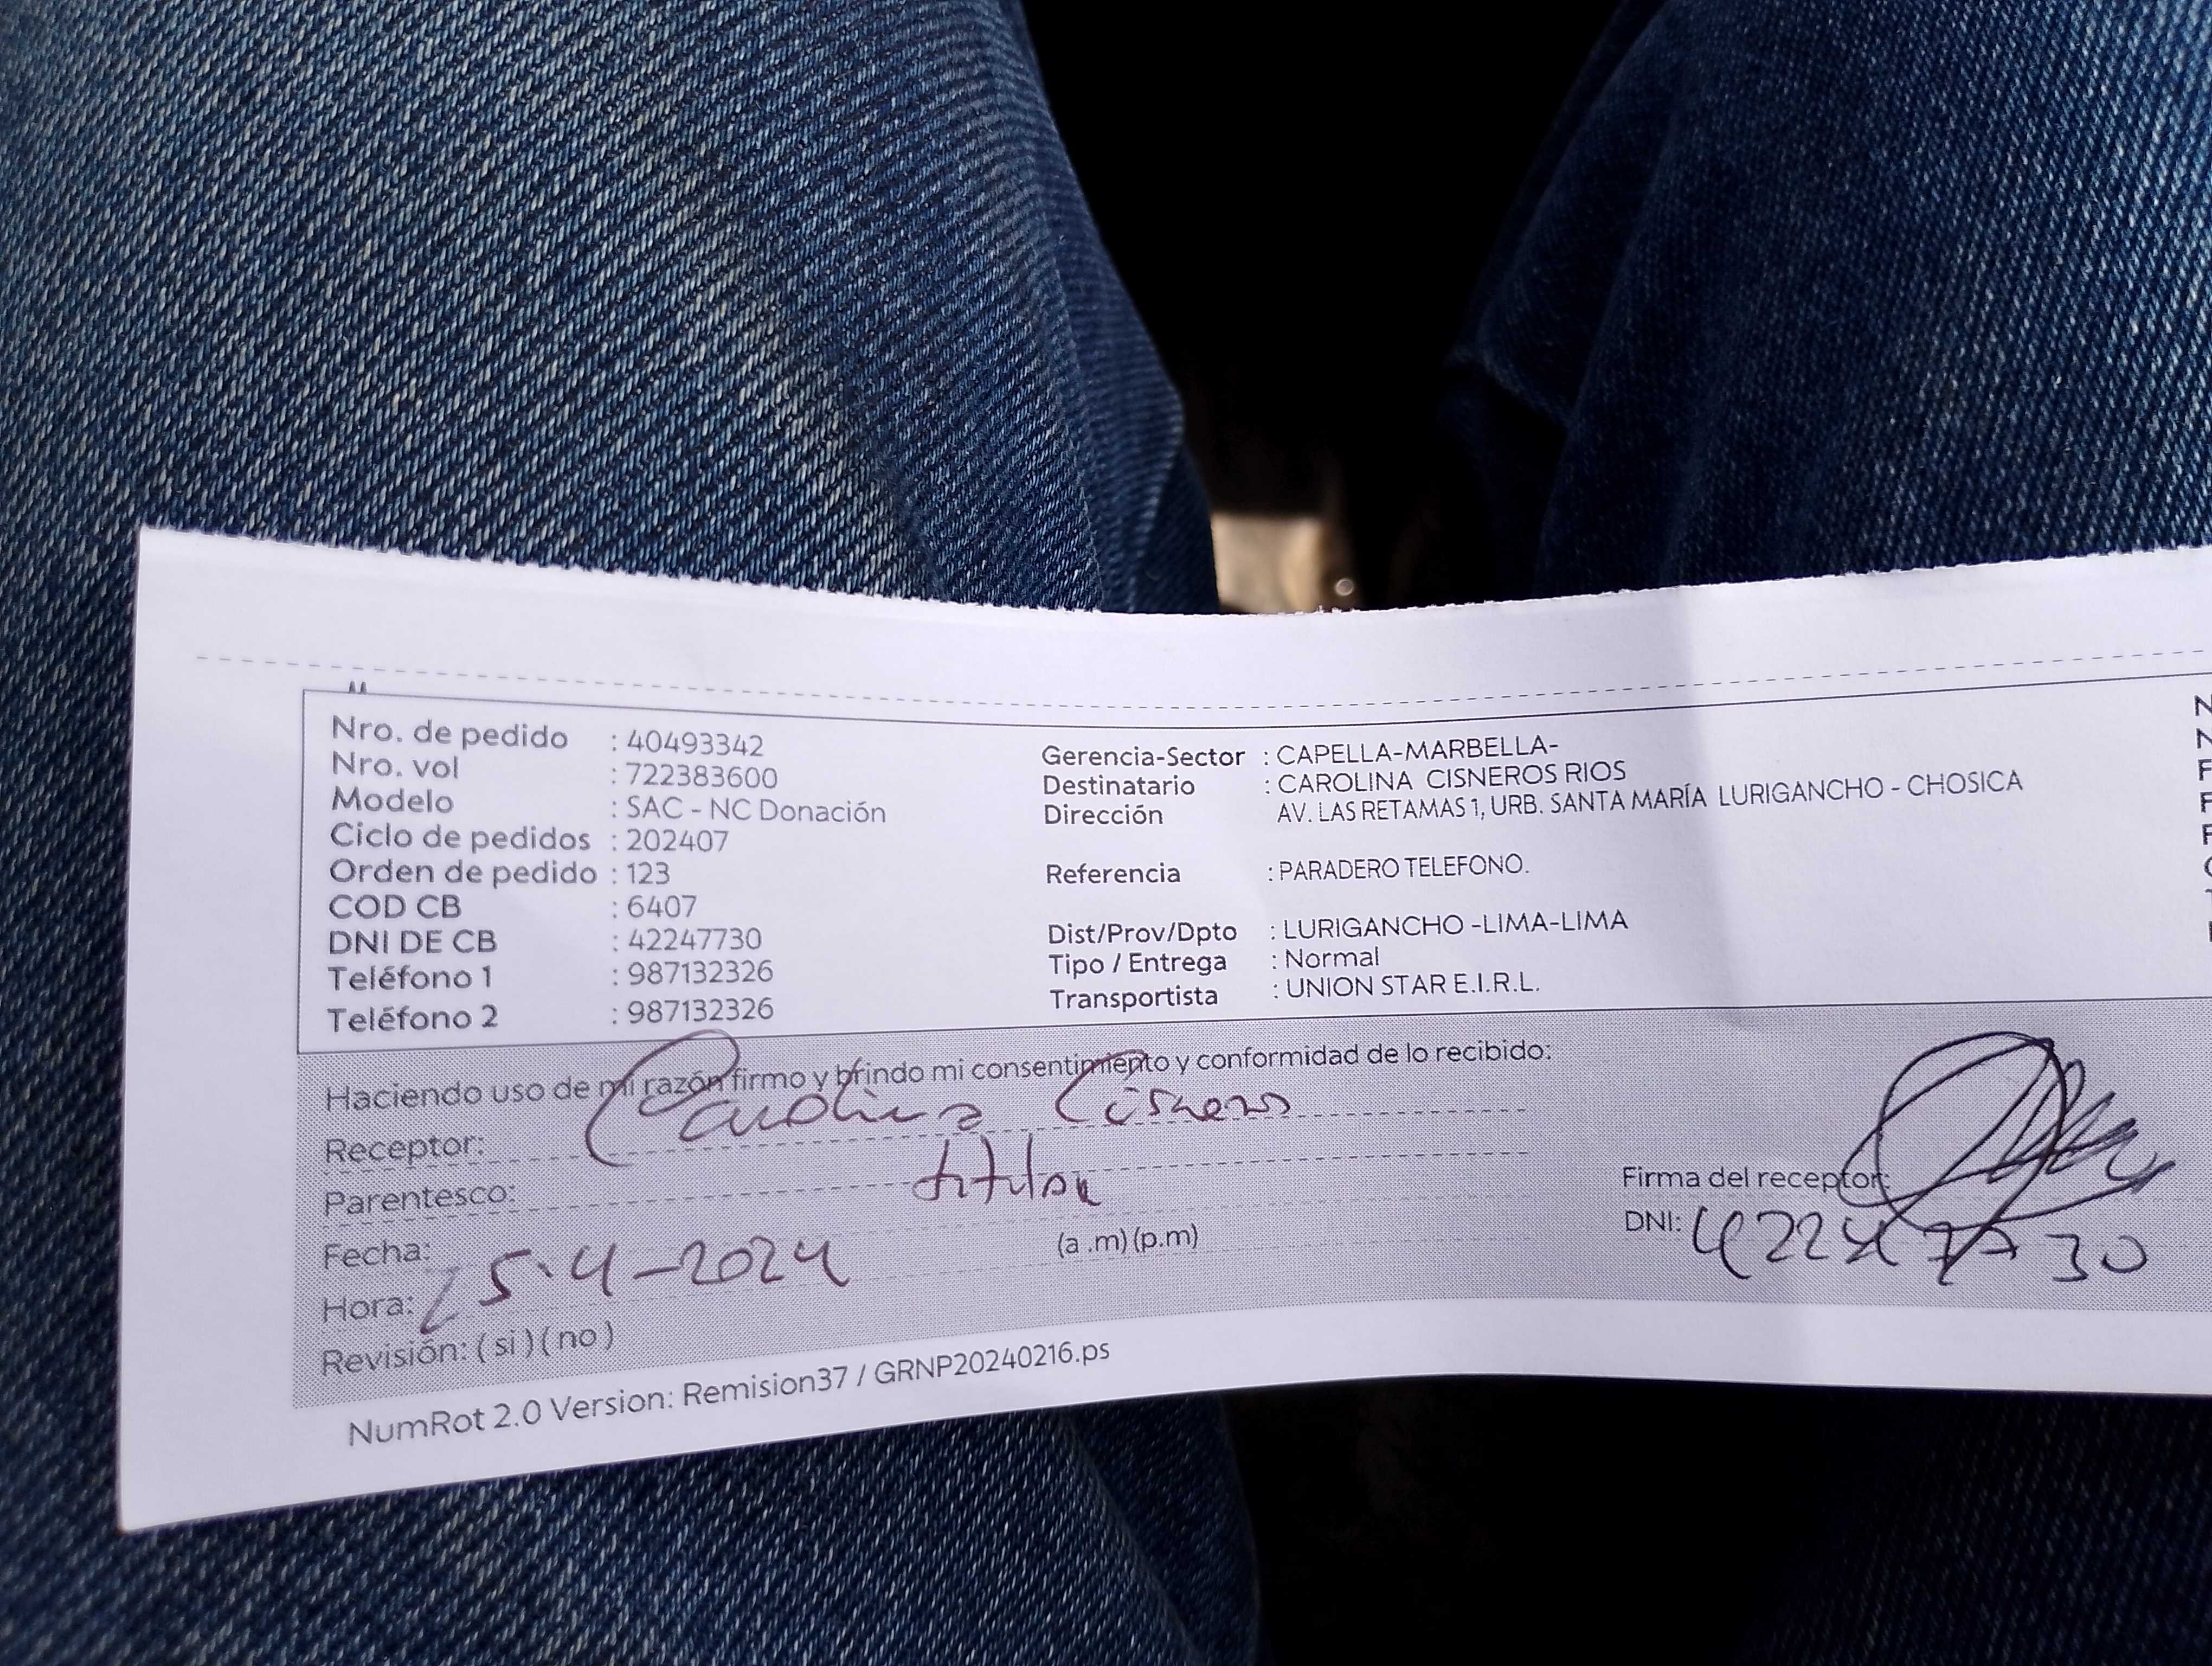 Nro. de pedido : 40493342
Nro. vol : 722383600
Modelo : SAC - NC Donación
Ciclo de pedidos : 202407
Orden de pedido : 123
COD CB : 6407
DNI DE CB : 42247730
Teléfono 1 : 987132326
Teléfono 2 : 987132326
Gerencia-Sector : CAPELLA-MARBELLA-
Destinatario : CAROLINA CISNEROS RIOS
Dirección AV. LAS RETAMAS 1, URB. SANTA MARÍA LURIGANCHO - CHOSICA
Referencia : PARADERO TELEFONO.
Dist/Prov/Dpto : LURIGANCHO -LIMA-LIMA
Tipo / Entrega : Normal
Transportista : UNION STAR E.I.R.L.
N
N
F
F
F
Haciendo uso de mi razón firmo y brindo mi consentimiento y conformidad de lo recibido:
Receptor: Carolina Cisneros
Parentesco: titular
Fecha: 25-4-2024
Hora: (a .m) (p.m)
Revisión: ( si ) ( no )
Firma del receptor:
DNI: 42247730
NumRot 2.0 Version: Remision37 / GRNP20240216.ps